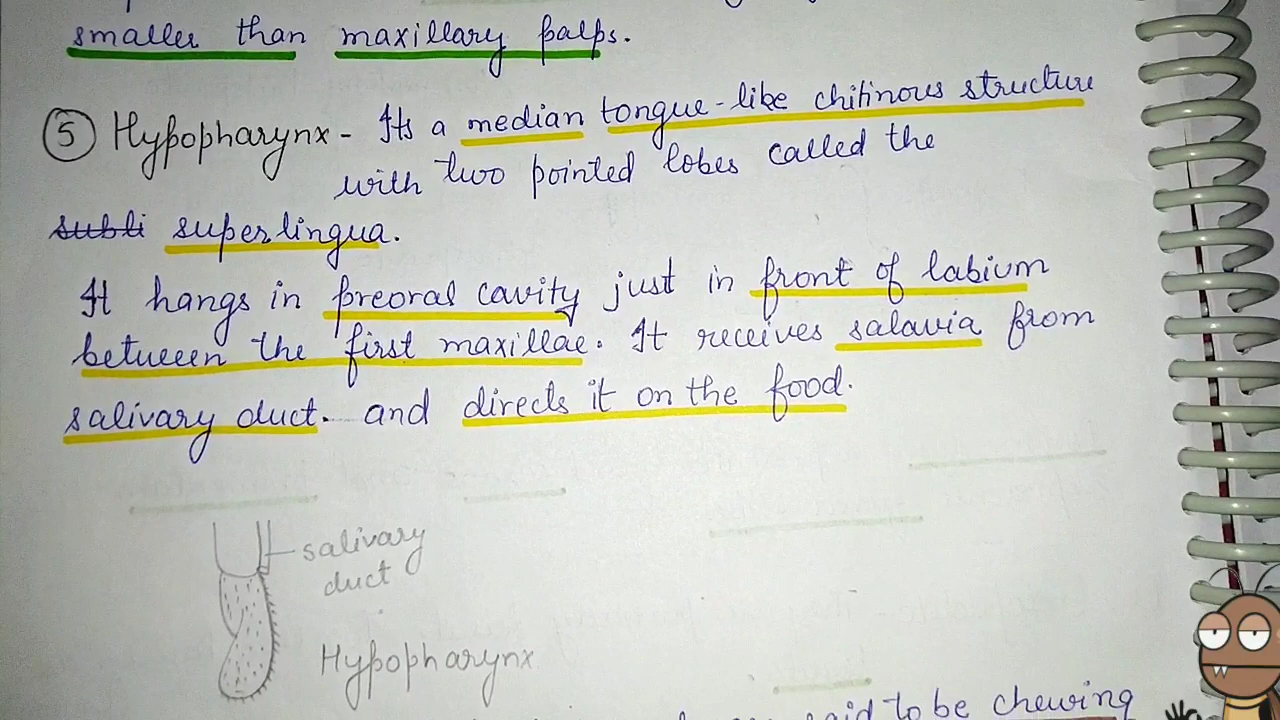 smaller than maxillary palps.
⑤ Hypopharynx - Its a median tongue-like chitinous structure
with two pointed lobes called the
subli superlingua.
It hangs in preoral cavity just in front of labium
between the first maxillae. It receives salavia from
salivary duct. and directs it on the food.
salivary
duct
Hypopharynx
said to be chewing